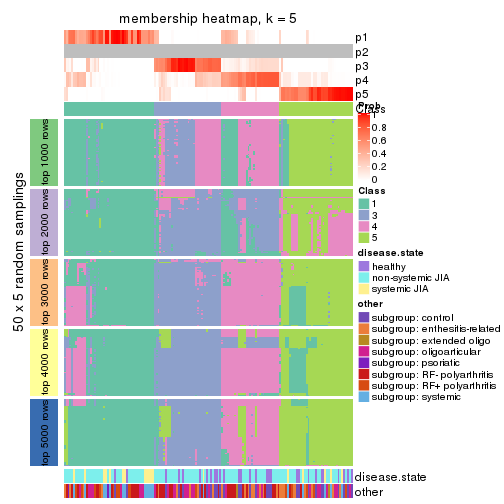 membership heatmap, k = 5
p1
p2
p3
p4
p5
Prob
Class
0.8
0.6
0.4
0.2
0
Class
1
3
4
5
disease.state
healthy
non-systemic JIA
systemic JIA
other
subgroup: control
subgroup: enthesitis-related
subgroup: extended oligo
subgroup: oligoarticular
subgroup: psoriatic
subgroup: RF- polyarthritis
subgroup: RF+ polyarthritis
subgroup: systemic
50 x 5 random samplings
top 1000 rows
top 2000 rows
top 3000 rows
top 4000 rows
top 5000 rows
disease.state
other